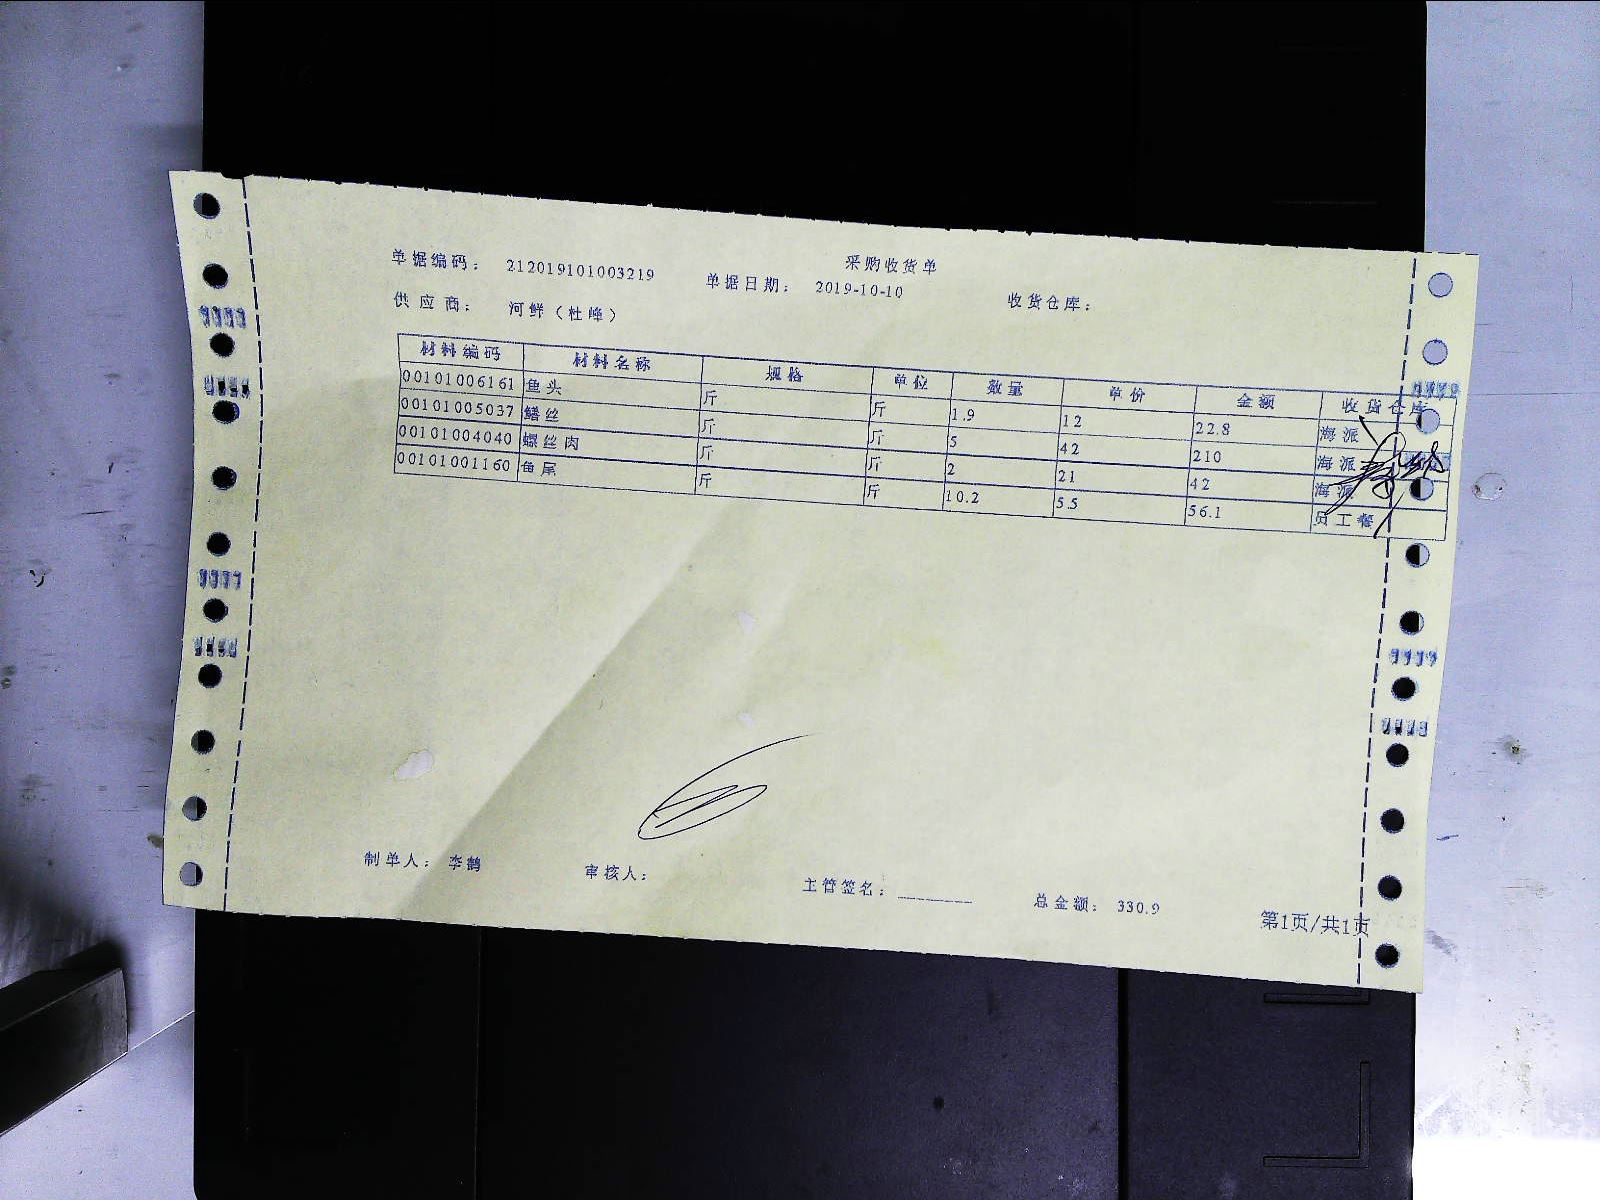 采购收货单
单据编码： 212019101003219 单据日期： 2019-10-10 收货仓库：
供应商： 河鲜（杜峰）
材料编码 材料名称 规格 单位 数量 单价 金额 收货仓库
00101006161 鱼头 斤 斤 1.9 12 22.8 海派
00101005037 鳝丝 斤 斤 5 42 210 海派
00101004040 螺丝肉 斤 斤 2 21 42 海派
00101001160 鱼尾 斤 斤 10.2 5.5 56.1 员工餐
制单人： 李鹤 审核人： 主管签名： 总金额： 330.9
第1页/共1页